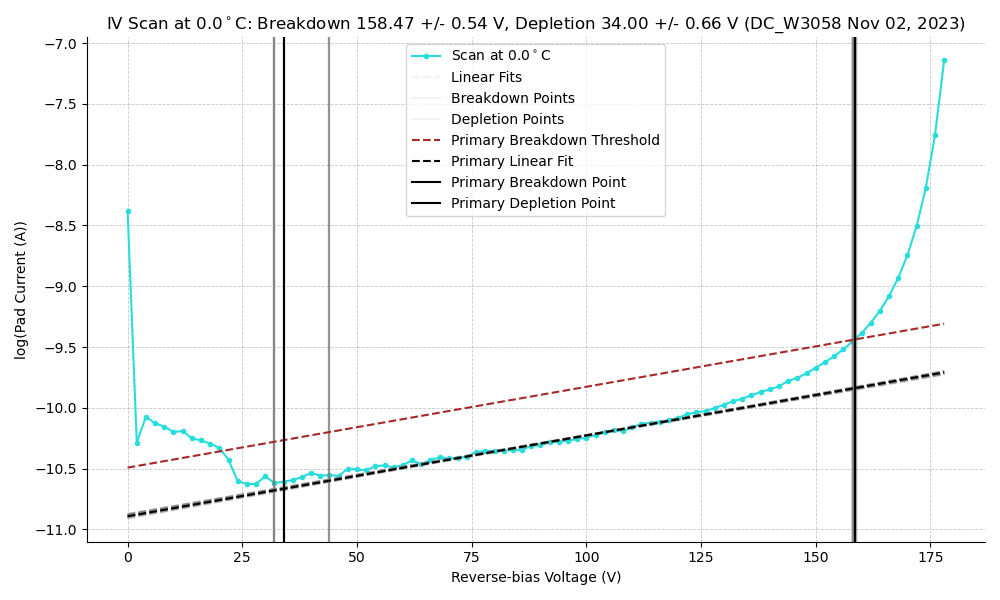 IV Scan at 0.0°C: Breakdown 158.47 +/- 0.54 V, Depletion 34.00 +/- 0.66 V (DC_W3058 Nov 02, 2023)
Scan at 0.0°C
Linear Fits
Breakdown Points
Depletion Points
Primary Breakdown Threshold
Primary Linear Fit
Primary Breakdown Point
Primary Depletion Point
log(Pad Current (A))
−7.0
−7.5
−8.0
−8.5
−9.0
−9.5
−10.0
−10.5
−11.0
0 25 50 75 100 125 150 175
Reverse-bias Voltage (V)